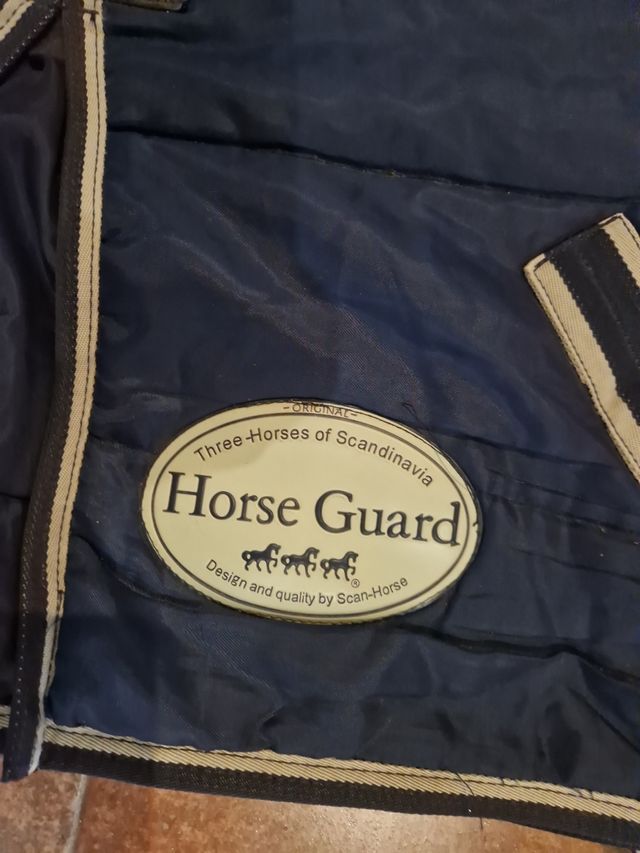 - ORIGINAL -
Three-Horses of Scandinavia
Horse Guard
®
Design and quality by Scan-Horse